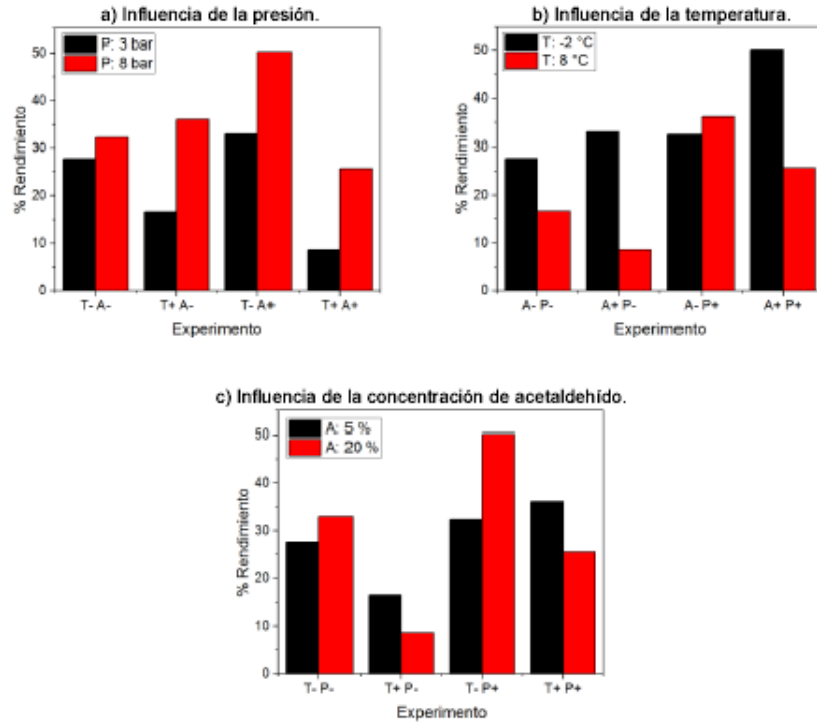 a) Influencia de la presión.
P: 3 bar
P: 8 bar
% Rendimiento
50
40
30
20
10
0
T- A-
T+ A-
T- A+
T+ A+
Experimento
b) Influencia de la temperatura.
T: -2 °C
T: 8 °C
% Rendimiento
50
40
30
20
10
0
A- P-
A+ P-
A- P+
A+ P+
Experimento
c) Influencia de la concentración de acetaldehído.
A: 5 %
A: 20 %
% Rendimiento
50
40
30
20
10
0
T- P-
T+ P-
T- P+
T+ P+
Experimento